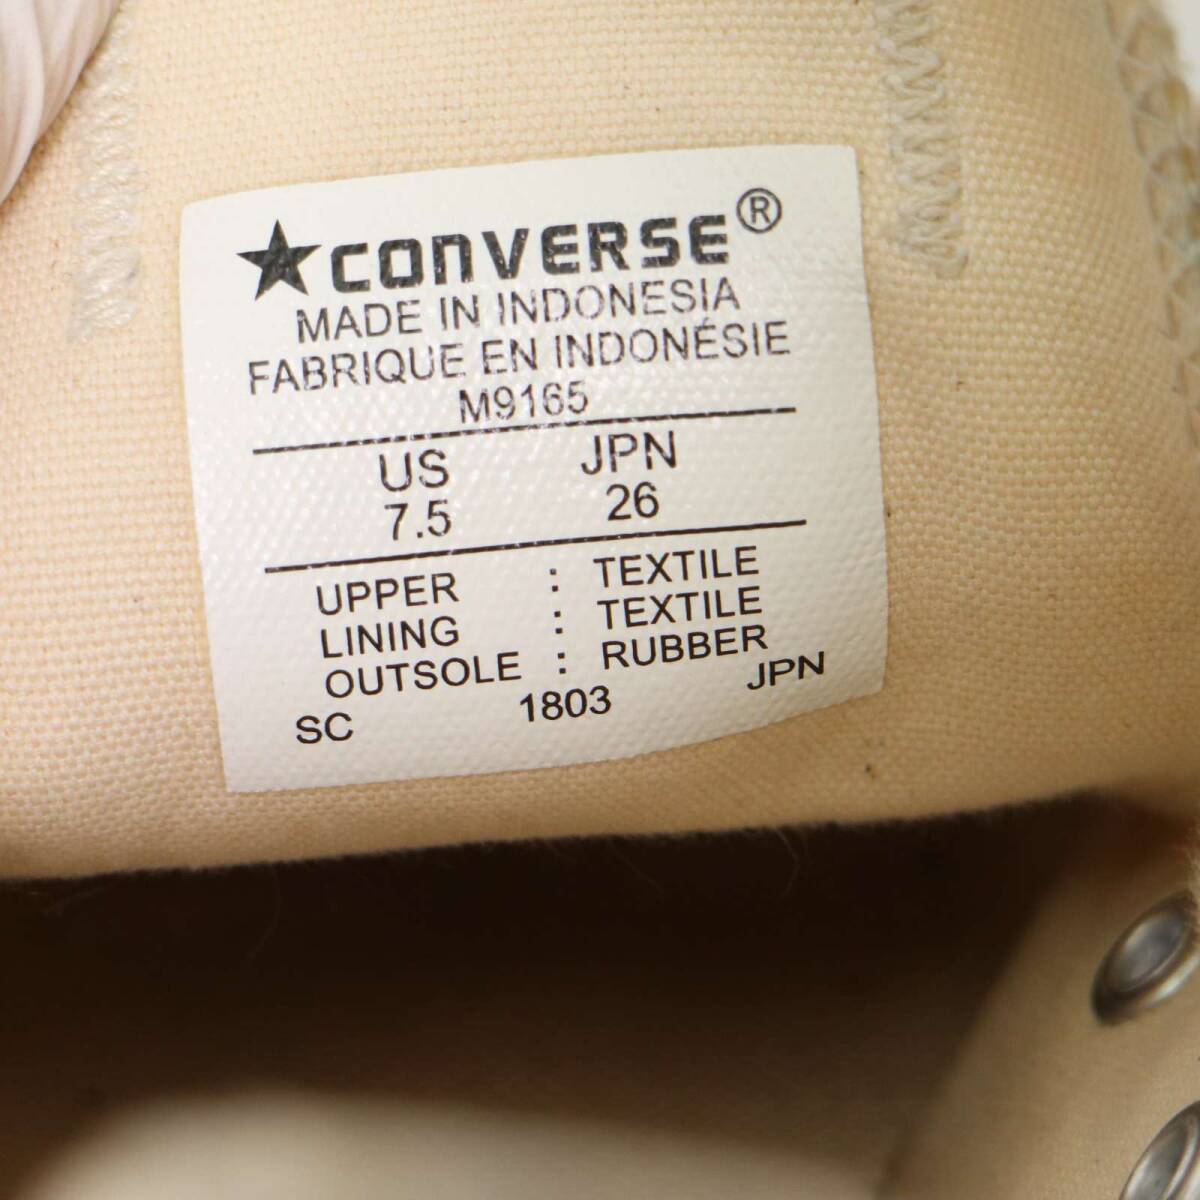 ★CONVERSE®
MADE IN INDONESIA
FABRIQUE EN INDONÉSIE
M9165
US JPN
7.5 26
UPPER : TEXTILE
LINING : TEXTILE
OUTSOLE : RUBBER
SC 1803 JPN